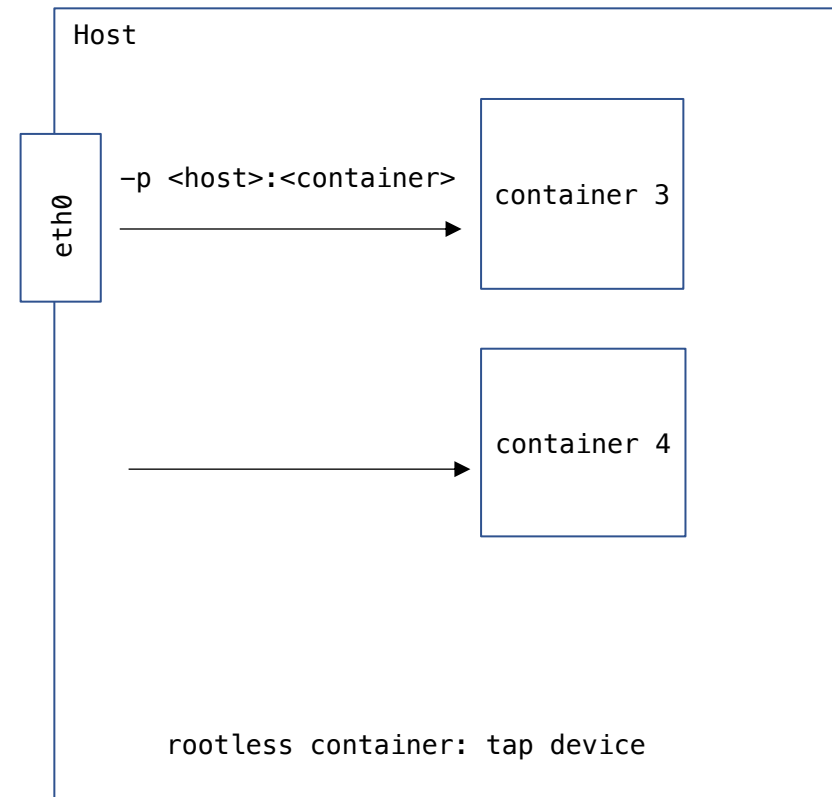 Host
eth0
–p <host>:<container>
container 3
container 4
rootless container: tap device